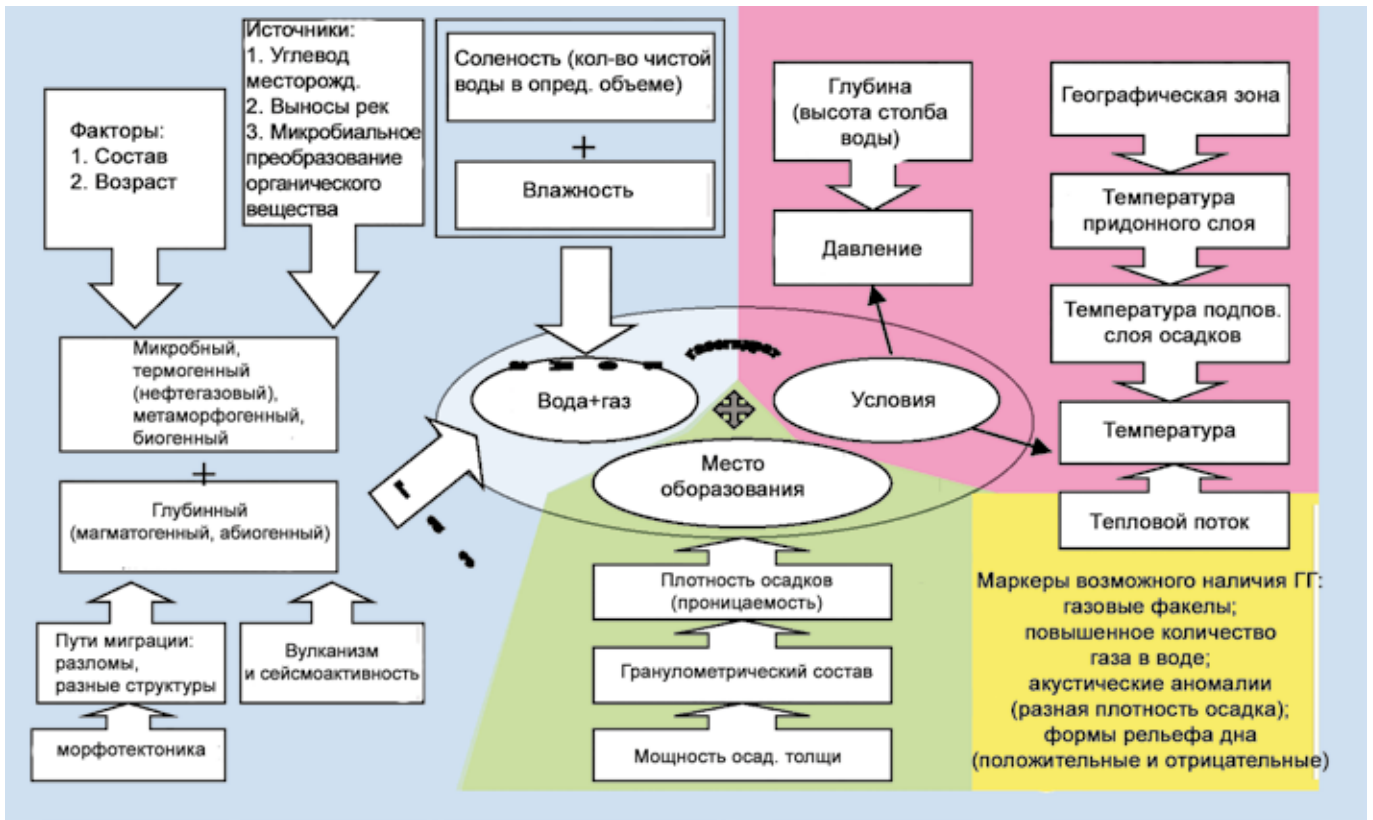 Факторы:
1. Состав
2. Возраст
Источники:
1. Углевод
месторожд.
2. Выносы рек
3. Микробиальное
преобразование
органического
вещества
Соленость (кол-во чистой
воды в опред. объеме)
+
Влажность
Глубина
(высота столба
воды)
Давление
Географическая зона
Температура
придонного слоя
Температура подпов.
слоя осадков
Температура
Тепловой поток
Микробный,
термогенный
(нефтегазовый),
метаморфогенный,
биогенный
+
Глубинный
(магматогенный, абиогенный)
Пути миграции:
разломы,
разные структуры
морфотектоника
Вулканизм
и сейсмоактивность
газ
газогидрат
Вода+газ
Условия
Место
оборазования
Плотность осадков
(проницаемость)
Гранулометрический состав
Мощность осад. толщи
Маркеры возможного наличия ГГ:
газовые факелы;
повышенное количество
газа в воде;
акустические аномалии
(разная плотность осадка);
формы рельефа дна
(положительные и отрицательные)